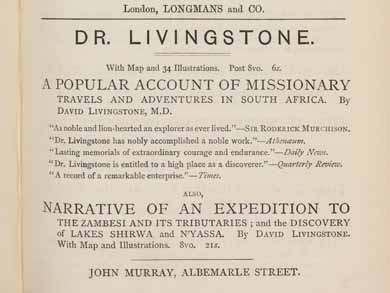 London, LONGMANS and CO.
DR. LIVINGSTONE.
With Map and 34 Illustrations. Post 8vo. 6s.
A POPULAR ACCOUNT OF MISSIONARY
TRAVELS AND ADVENTURES IN SOUTH AFRICA. By
DAVID LIVINGSTONE, M.D.
"As noble and lion-hearted an explorer as ever lived."—SIR RODERICK MURCHISON.
"Dr. Livingstone has nobly accomplished a noble work."—Athenæum.
"Lasting memorials of extraordinary courage and endurance."—Daily News.
"Dr. Livingstone is entitled to a high place as a discoverer."—Quarterly Review.
"A record of a remarkable enterprise."—Times.
ALSO,
NARRATIVE OF AN EXPEDITION TO
THE ZAMBESI AND ITS TRIBUTARIES; and the DISCOVERY
OF LAKES SHIRWA and N'YASSA. By DAVID LIVINGSTONE.
With Map and Illustrations. 8vo. 21s.
JOHN MURRAY, ALBEMARLE STREET.